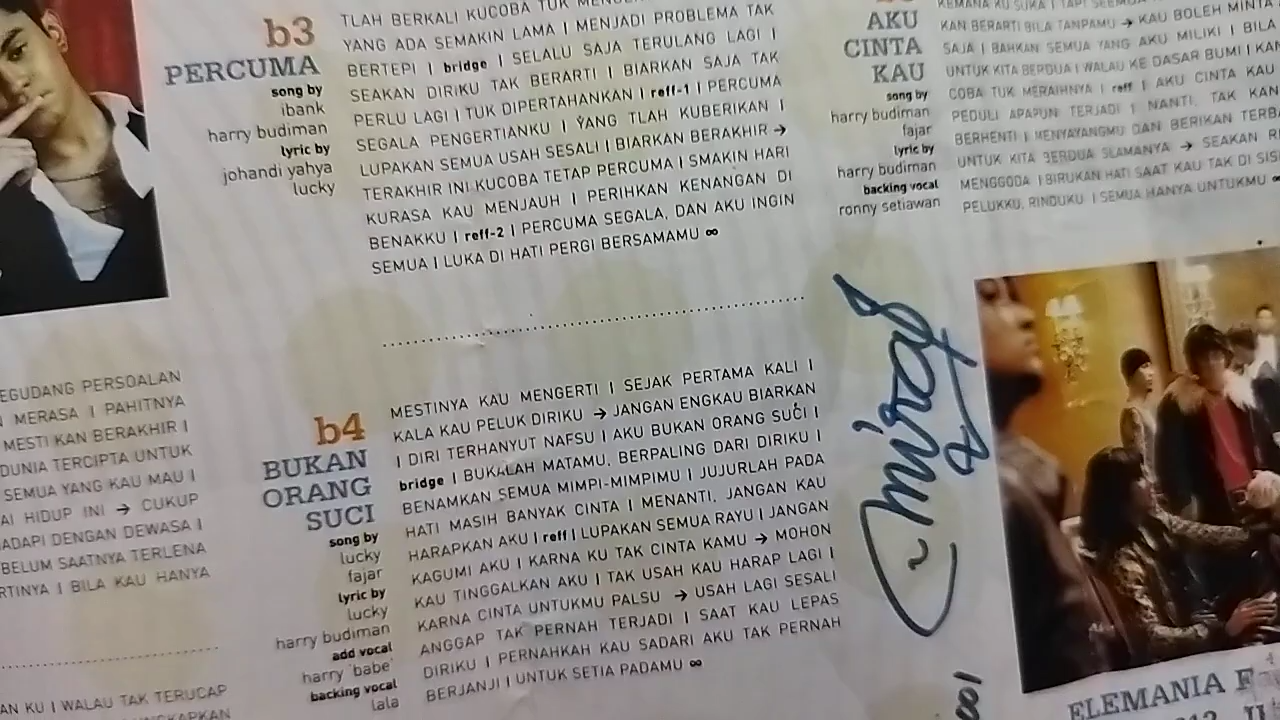 b3
PERCUMA
song by
ibank
harry budiman
lyric by
johandi yahya
lucky
TLAH BERKALI KUCOBA TUK
YANG ADA SEMAKIN LAMA | MENJADI PROBLEMA TAK
BERTEPI | bridge | SELALU SAJA TERULANG LAGI |
SEAKAN DIRIKU TAK BERARTI | BIARKAN SAJA TAK
PERLU LAGI | TUK DIPERTAHANKAN | reff-1 | PERCUMA
SEGALA PENGERTIANKU | YANG TLAH KUBERIKAN |
LUPAKAN SEMUA USAH SESALI | BIARKAN BERAKHIR →
TERAKHIR INI KUCOBA TETAP PERCUMA | SMAKIN HARI
KURASA KAU MENJAUH | PERIHKAN KENANGAN DI
BENAKKU | reff-2 | PERCUMA SEGALA, DAN AKU INGIN
SEMUA | LUKA DI HATI PERGI BERSAMAMU ∞
AKU
CINTA
KAU
song by
harry budiman
fajar
lyric by
harry budiman
backing vocal
ronny setiawan
KEMANA KU SUKA | TAPI
KAN BERARTI BILA TANPAMU → KAU BOLEH MINTA
SAJA | BAHKAN SEMUA YANG AKU MILIKI | BILA
UNTUK KITA BERDUA | WALAU KE DASAR BUMI | KAN
COBA TUK MERAIHNYA | reff | AKU CINTA KAU
PEDULI APAPUN TERJADI | NANTI, TAK KAN
BERHENTI | MENYAYANGMU DAN BERIKAN
UNTUK KITA BERDUA SLAMANYA → SEAKAN
MENGGODA | BIRUKAN HATI SAAT KAU TAK DI
PELUKKU, RINDUKU | SEMUA HANYA UNTUKMU ∞
EGUDANG PERSOALAN
MERASA | PAHITNYA
MESTI KAN BERAKHIR |
DUNIA TERCIPTA UNTUK
SEMUA YANG KAU MAU |
AI HIDUP INI → CUKUP
ADAPI DENGAN DEWASA |
BELUM SAATNYA TERLENA
RTINYA | BILA KAU HANYA
AN KU | WALAU TAK TERUCAP
b4
BUKAN
ORANG
SUCI
song by
lucky
fajar
lyric by
lucky
harry budiman
add vocal
harry 'babe'
backing vocal
lala
MESTINYA KAU MENGERTI | SEJAK PERTAMA KALI |
KALA KAU PELUK DIRIKU → JANGAN ENGKAU BIARKAN
| DIRI TERHANYUT NAFSU | AKU BUKAN ORANG SUCI |
bridge | BUKALAH MATAMU, BERPALING DARI DIRIKU |
BENAMKAN SEMUA MIMPI-MIMPIMU | JUJURLAH PADA
HATI MASIH BANYAK CINTA | MENANTI, JANGAN KAU
HARAPKAN AKU | reff | LUPAKAN SEMUA RAYU | JANGAN
KAGUMI AKU | KARNA KU TAK CINTA KAMU → MOHON
KAU TINGGALKAN AKU | TAK USAH KAU HARAP LAGI |
KARNA CINTA UNTUKMU PALSU → USAH LAGI SESALI
ANGGAP TAK PERNAH TERJADI | SAAT KAU LEPAS
DIRIKU | PERNAHKAH KAU SADARI AKU TAK PERNAH
BERJANJI | UNTUK SETIA PADAMU ∞
ELEMANIA